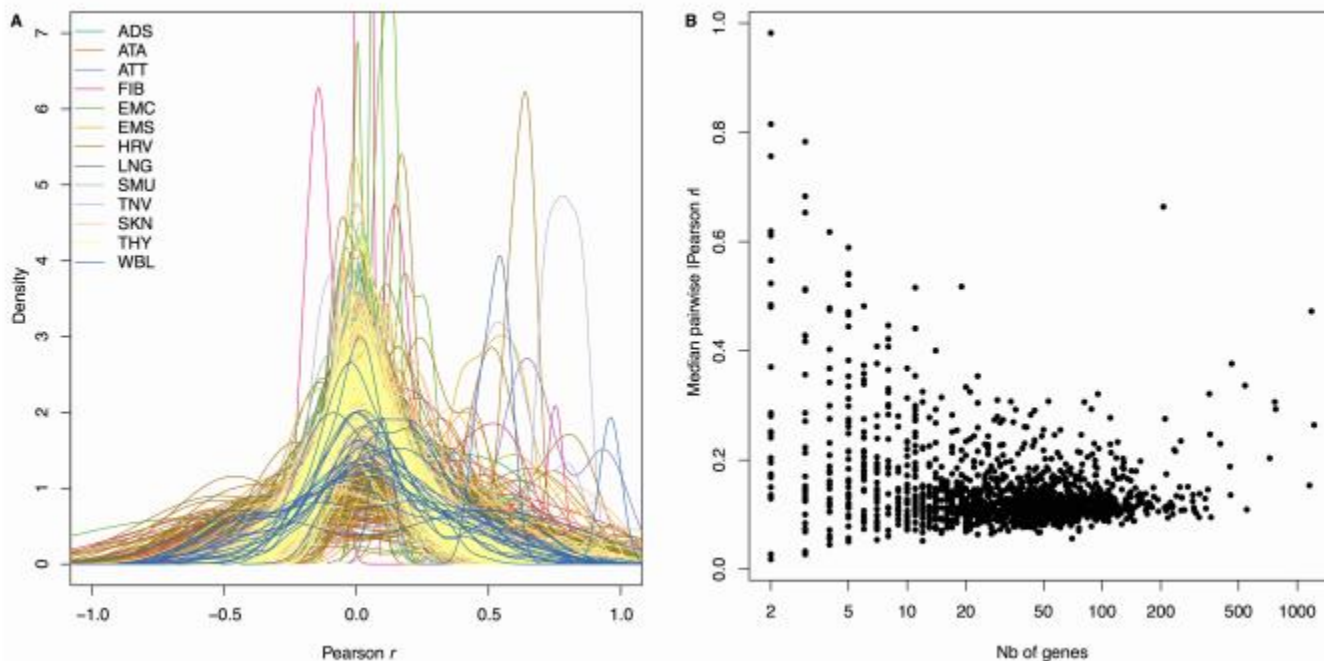 A
ADS
ATA
ATT
FIB
EMC
EMS
HRV
LNG
SMU
TNV
SKN
THY
WBL
Density
0
1
2
3
4
5
6
7
−1.0 −0.5 0.0 0.5 1.0
Pearson r
B
Median pairwise |Pearson r|
0.0
0.2
0.4
0.6
0.8
1.0
2 5 10 20 50 100 200 500 1000
Nb of genes